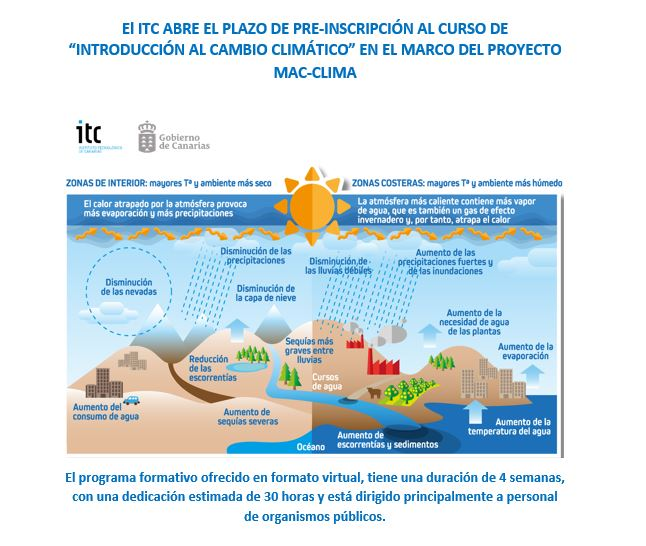 El ITC ABRE EL PLAZO DE PRE-INSCRIPCIÓN AL CURSO DE
“INTRODUCCIÓN AL CAMBIO CLIMÁTICO” EN EL MARCO DEL PROYECTO
MAC-CLIMA
itc
INSTITUTO TECNOLÓGICO
DE CANARIAS
Gobierno
de Canarias
ZONAS DE INTERIOR: mayores Tª y ambiente más seco
ZONAS COSTERAS: mayores Tª y ambiente más húmedo
El calor atrapado por la atmósfera provoca
más evaporación y más precipitaciones
La atmósfera más caliente contiene más vapor
de agua, que es también un gas de efecto
invernadero y, por tanto, atrapa el calor
Disminución
de las nevadas
Disminución de las
precipitaciones
Disminución de
la capa de nieve
Disminución de
las lluvias débiles
Aumento de las
precipitaciones fuertes y
de las inundaciones
Reducción
de las
escorrentías
Sequías más
graves entre
lluvias
Aumento de la
necesidad de agua
de las plantas
Aumento de la
evaporación
Cursos
de agua
Aumento del
consumo de agua
Aumento de
sequías severas
Océano
Aumento de
escorrentías y sedimentos
Aumento de la
temperatura del agua
El programa formativo ofrecido en formato virtual, tiene una duración de 4 semanas,
con una dedicación estimada de 30 horas y está dirigido principalmente a personal
de organismos públicos.